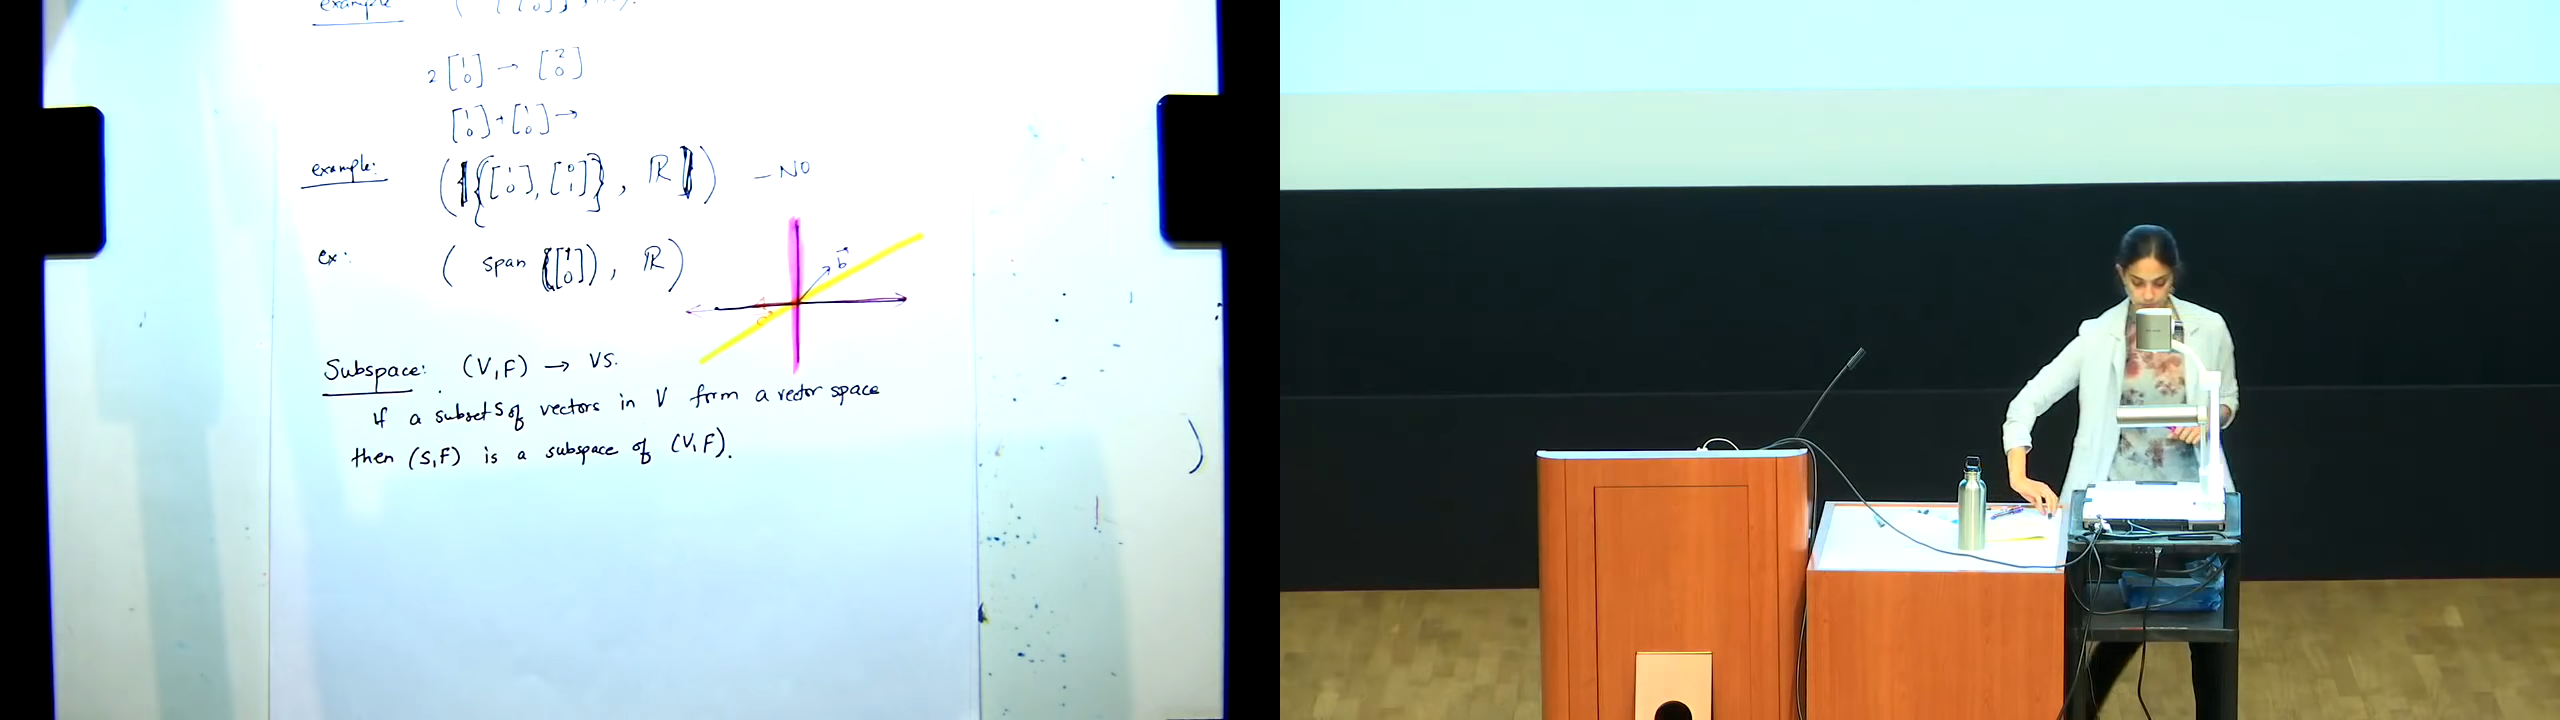 example
2 [1 0] → [2 0]
[1 0] + [1 0] →
example: ({[1 0], [0 1]}, ℝ) – NO
ex: (span {[1 0]}, ℝ)
b⃗
Subspace: (V,F) → VS.
If a subset S of vectors in V form a vector space
then (S,F) is a subspace of (V,F).